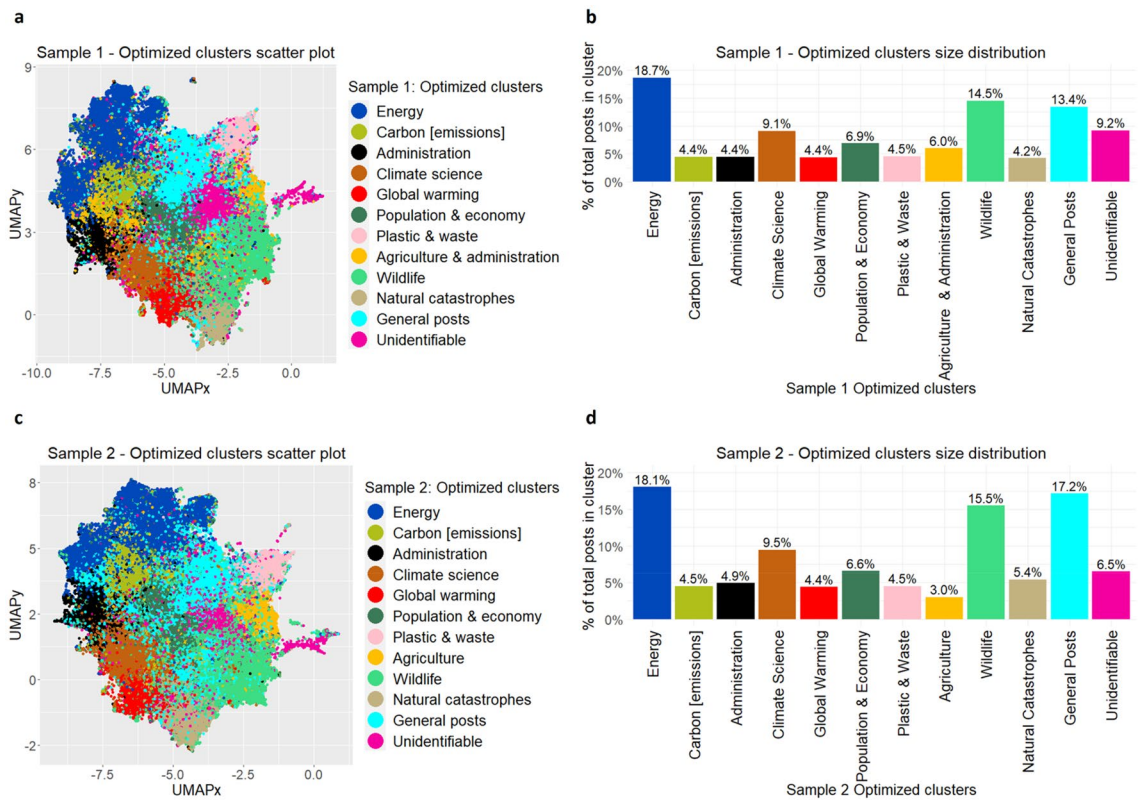 a
Sample 1 - Optimized clusters scatter plot
9
6
3
0
UMAPy
-10.0 -7.5 -5.0 -2.5 0.0
UMAPx
Sample 1: Optimized clusters
Energy
Carbon [emissions]
Administration
Climate science
Global warming
Population & economy
Plastic & waste
Agriculture & administration
Wildlife
Natural catastrophes
General posts
Unidentifiable
b
Sample 1 - Optimized clusters size distribution
% of total posts in cluster
20%
15%
10%
5%
0%
18.7% 4.4% 4.4% 9.1% 4.4% 6.9% 4.5% 6.0% 14.5% 4.2% 13.4% 9.2%
Energy
Carbon [emissions]
Administration
Climate Science
Global Warming
Population & Economy
Plastic & Waste
Agriculture & Administration
Wildlife
Natural Catastrophes
General Posts
Unidentifiable
Sample 1 Optimized clusters
c
Sample 2 - Optimized clusters scatter plot
8
5
2
0
-2
UMAPy
-7.5 -5.0 -2.5 0.0
UMAPx
Sample 2: Optimized clusters
Energy
Carbon [emissions]
Administration
Climate science
Global warming
Population & economy
Plastic & waste
Agriculture
Wildlife
Natural catastrophes
General posts
Unidentifiable
d
Sample 2 - Optimized clusters size distribution
% of total posts in cluster
20%
15%
10%
5%
0%
18.1% 4.5% 4.9% 9.5% 4.4% 6.6% 4.5% 3.0% 15.5% 5.4% 17.2% 6.5%
Energy
Carbon [emissions]
Administration
Climate Science
Global Warming
Population & Economy
Plastic & Waste
Agriculture
Wildlife
Natural Catastrophes
General Posts
Unidentifiable
Sample 2 Optimized clusters